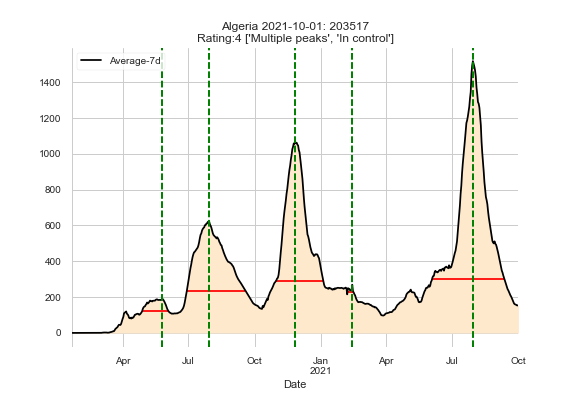 Algeria 2021-10-01: 203517
Rating:4 ['Multiple peaks', 'In control']
Average-7d
1400
1200
1000
800
600
400
200
0
Apr Jul Oct Jan Apr Jul Oct
2021
Date